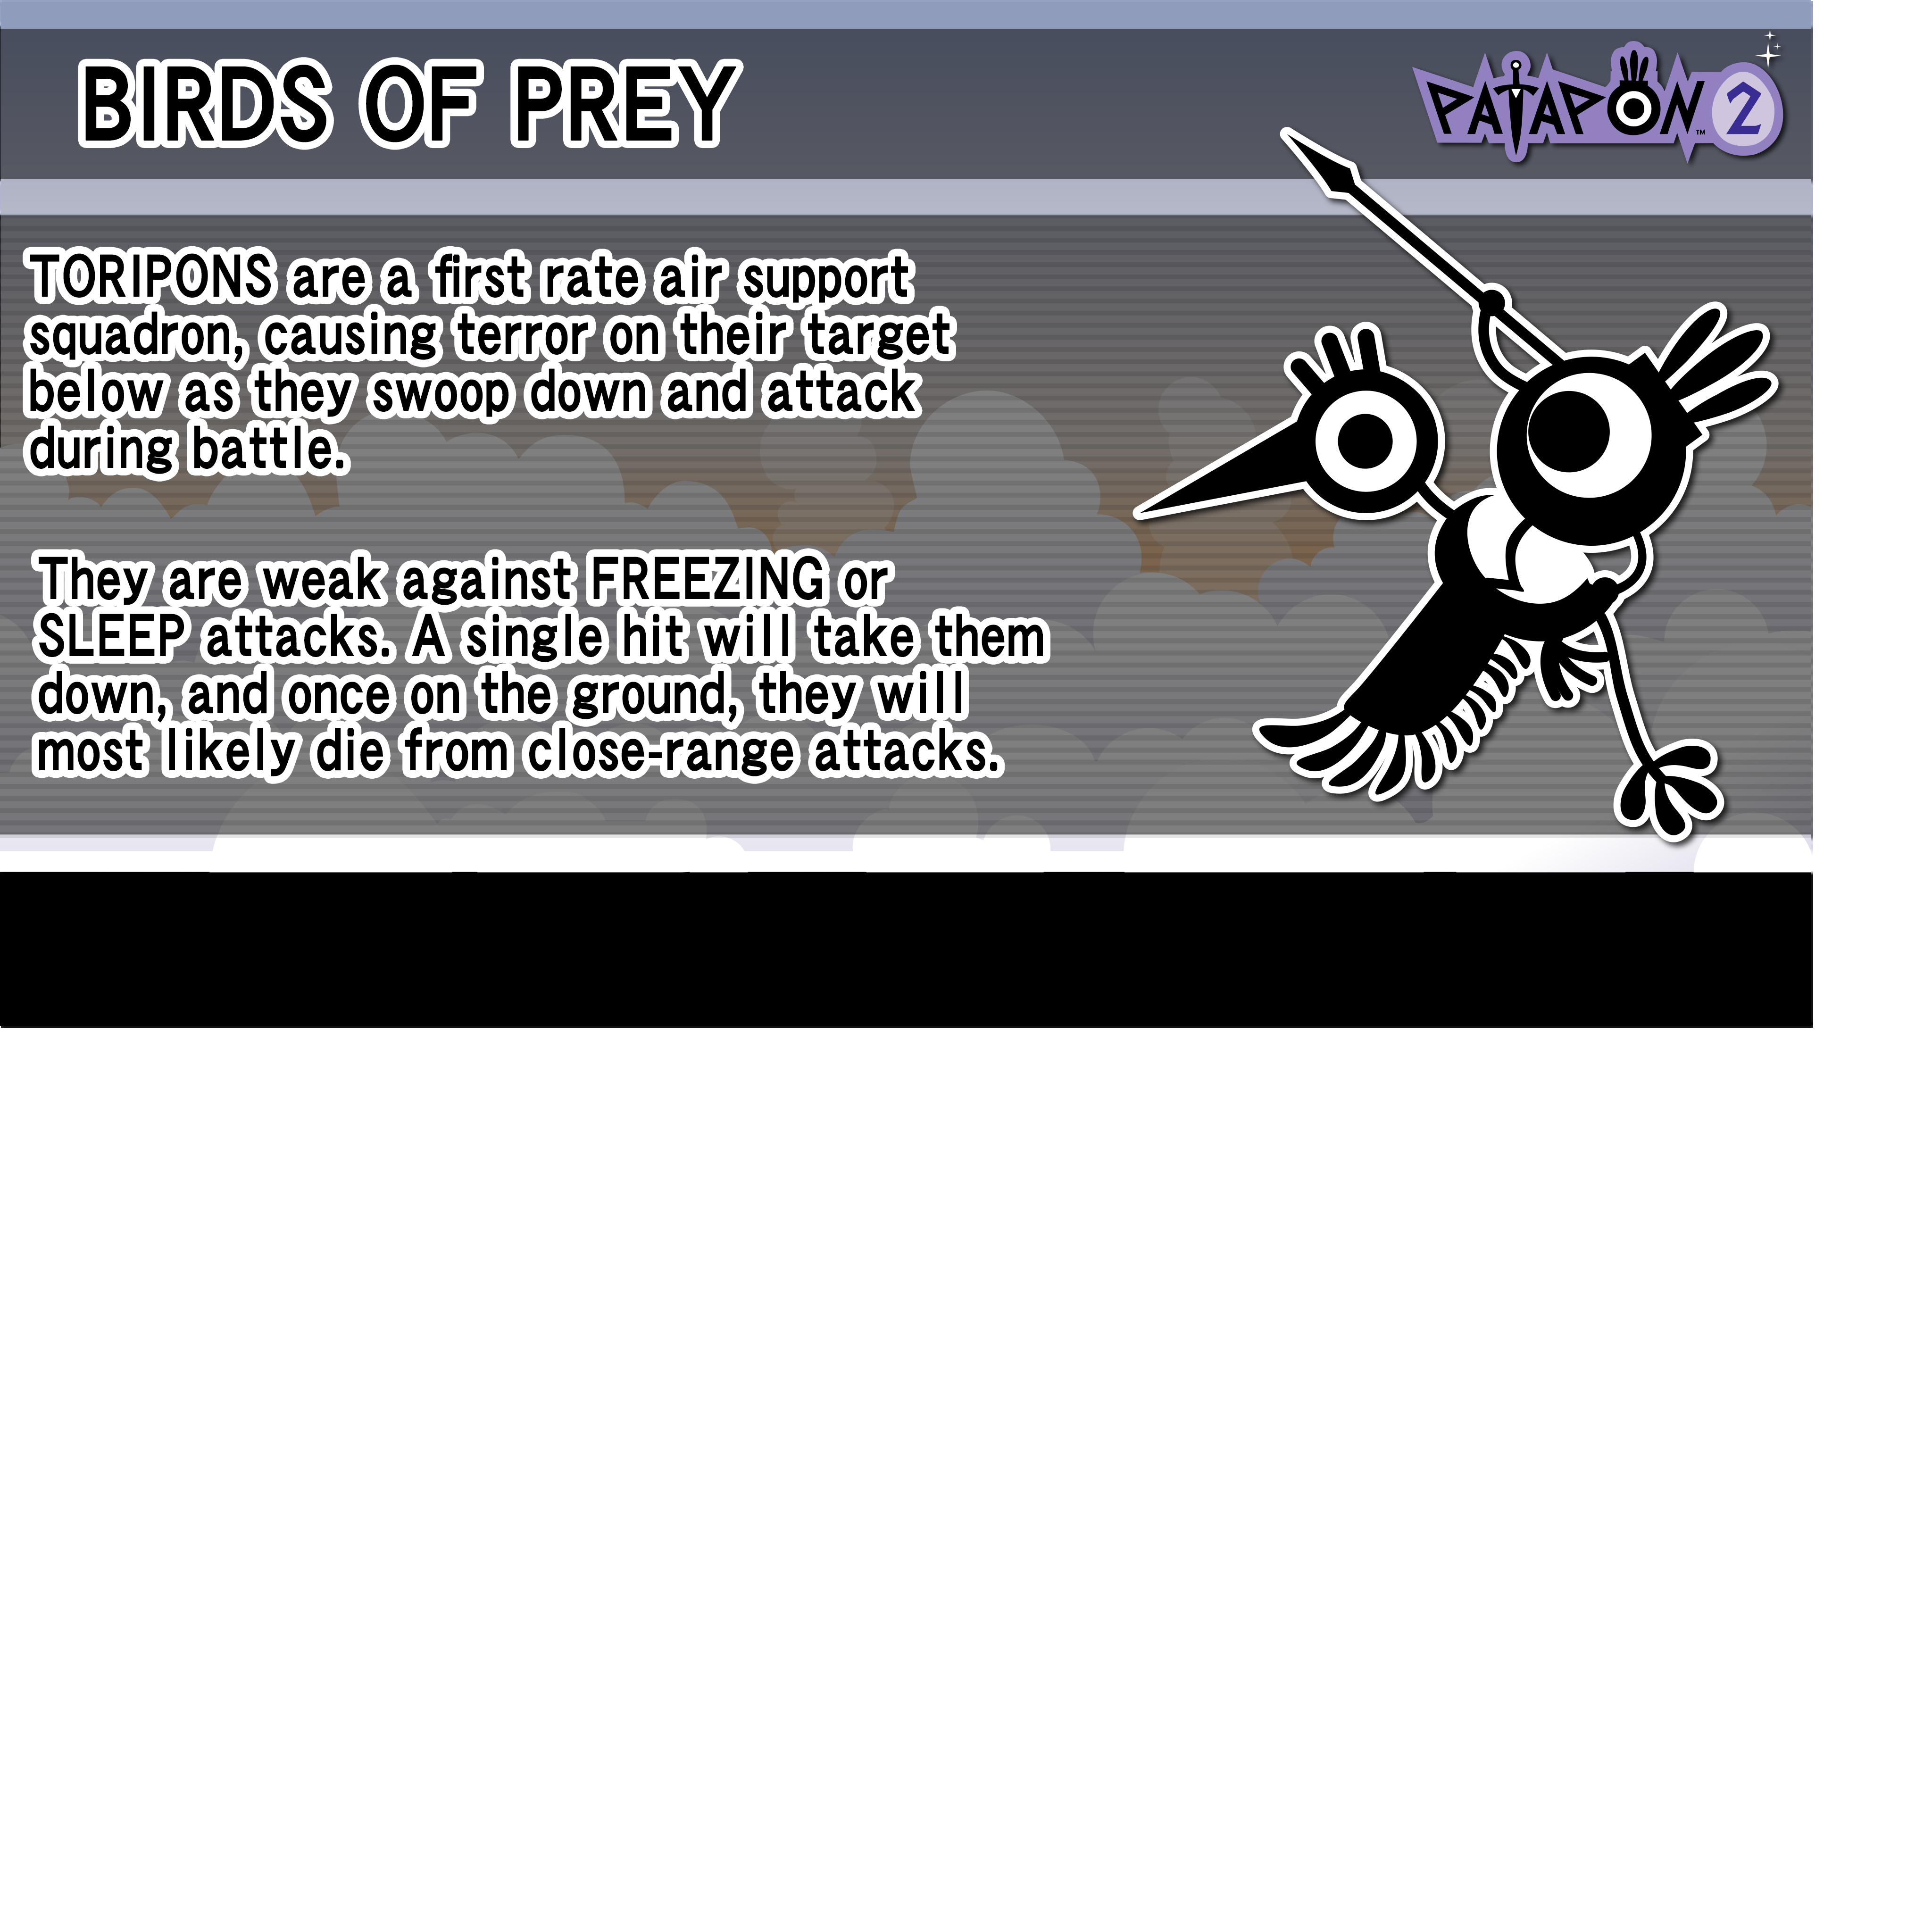 BIRDS OF PREY
PATAPON 2
™
TORIPONS are a first rate air support
squadron, causing terror on their target
below as they swoop down and attack
during battle.
They are weak against FREEZING or
SLEEP attacks. A single hit will take them
down, and once on the ground, they will
most likely die from close-range attacks.